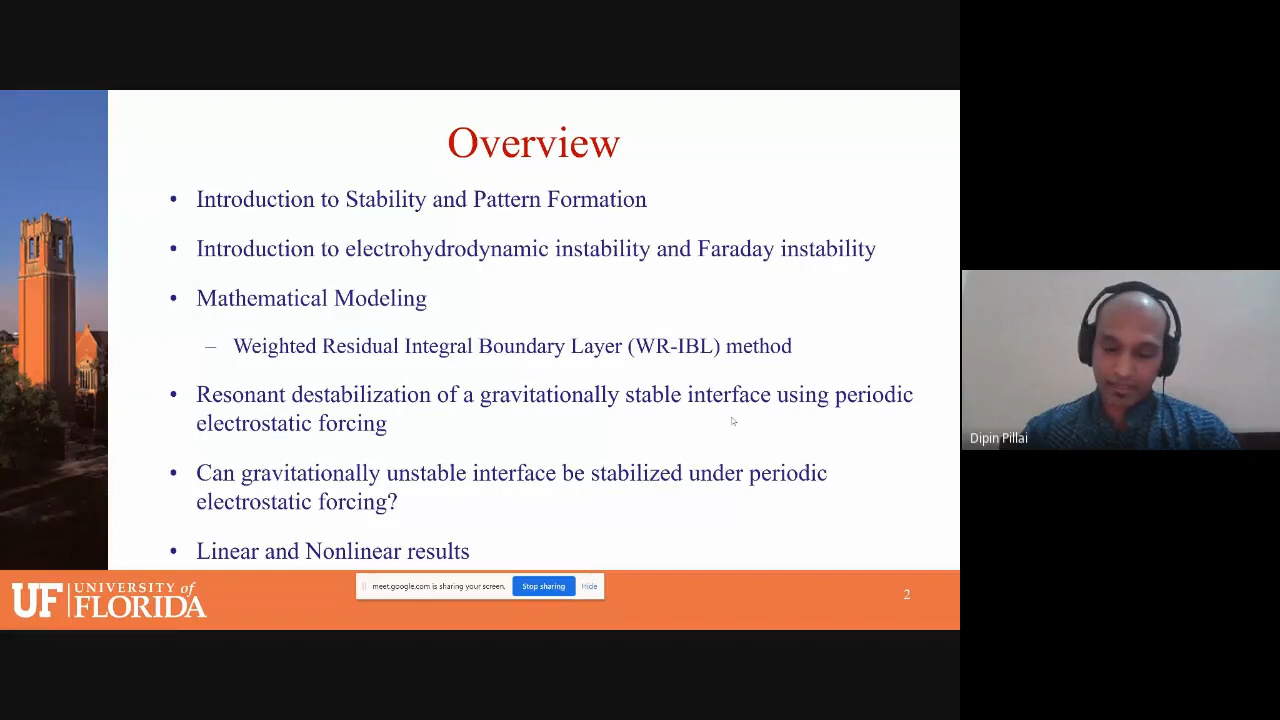 Overview
• Introduction to Stability and Pattern Formation
• Introduction to electrohydrodynamic instability and Faraday instability
• Mathematical Modeling
– Weighted Residual Integral Boundary Layer (WR-IBL) method
• Resonant destabilization of a gravitationally stable interface using periodic
electrostatic forcing
• Can gravitationally unstable interface be stabilized under periodic
electrostatic forcing?
• Linear and Nonlinear results
meet.google.com is sharing your screen. Stop sharing Hide
UF UNIVERSITY of
FLORIDA
2
Dipin Pillai